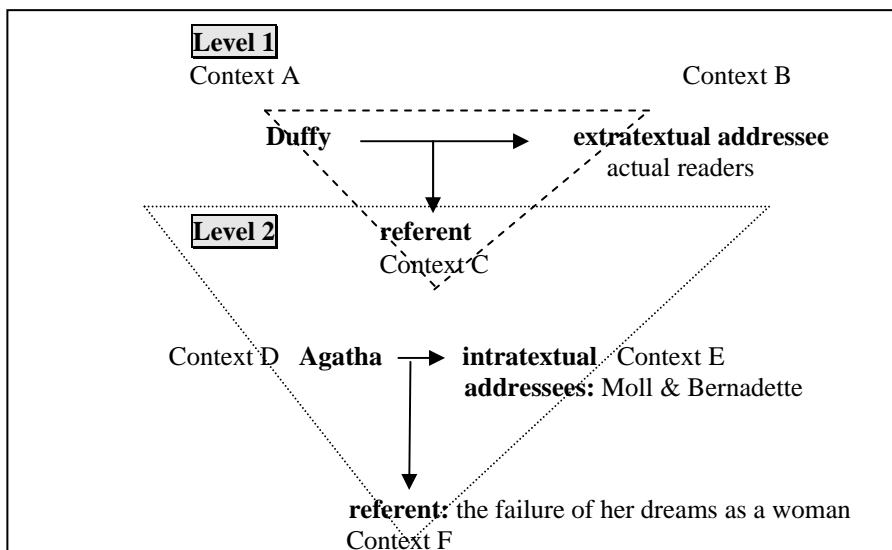 Level 1
Context A Context B
Duffy extratextual addressee
actual readers
Level 2 referent
Context C
Context D Agatha intratextual Context E
addressees: Moll & Bernadette
referent: the failure of her dreams as a woman
Context F